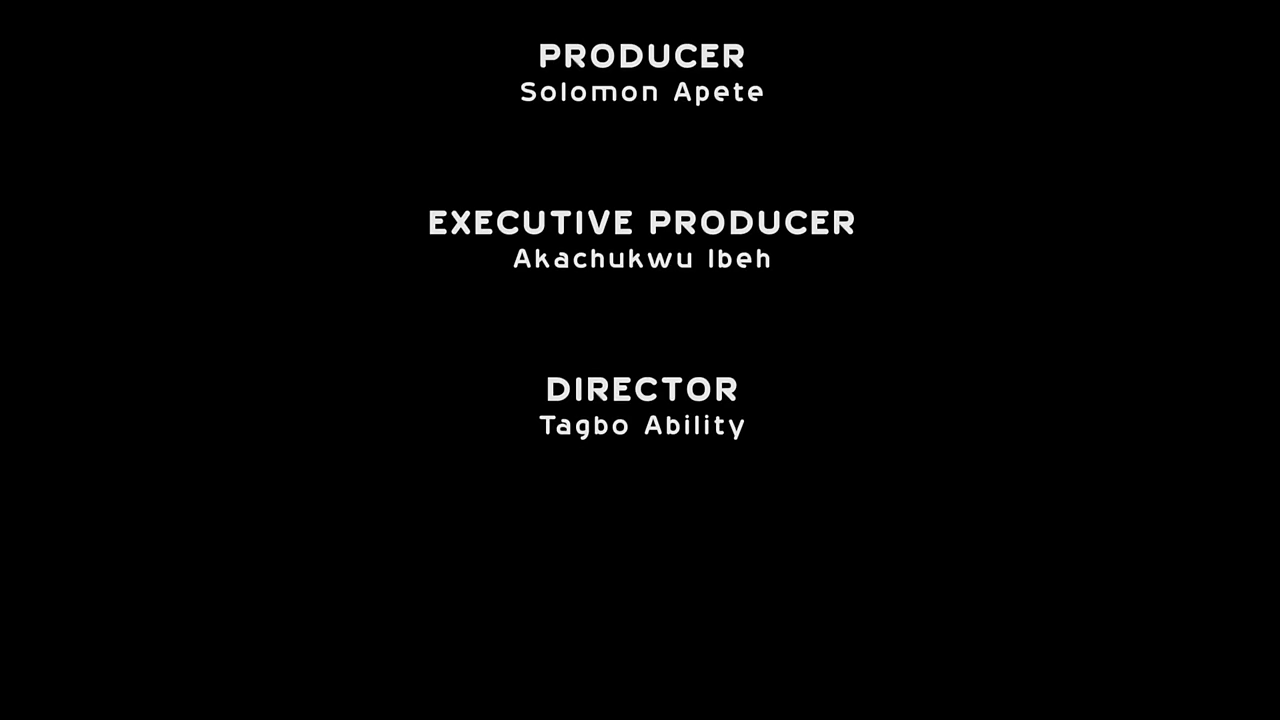 PRODUCER
Solomon Apete
EXECUTIVE PRODUCER
Akachukwu Ibeh
DIRECTOR
Tagbo Ability